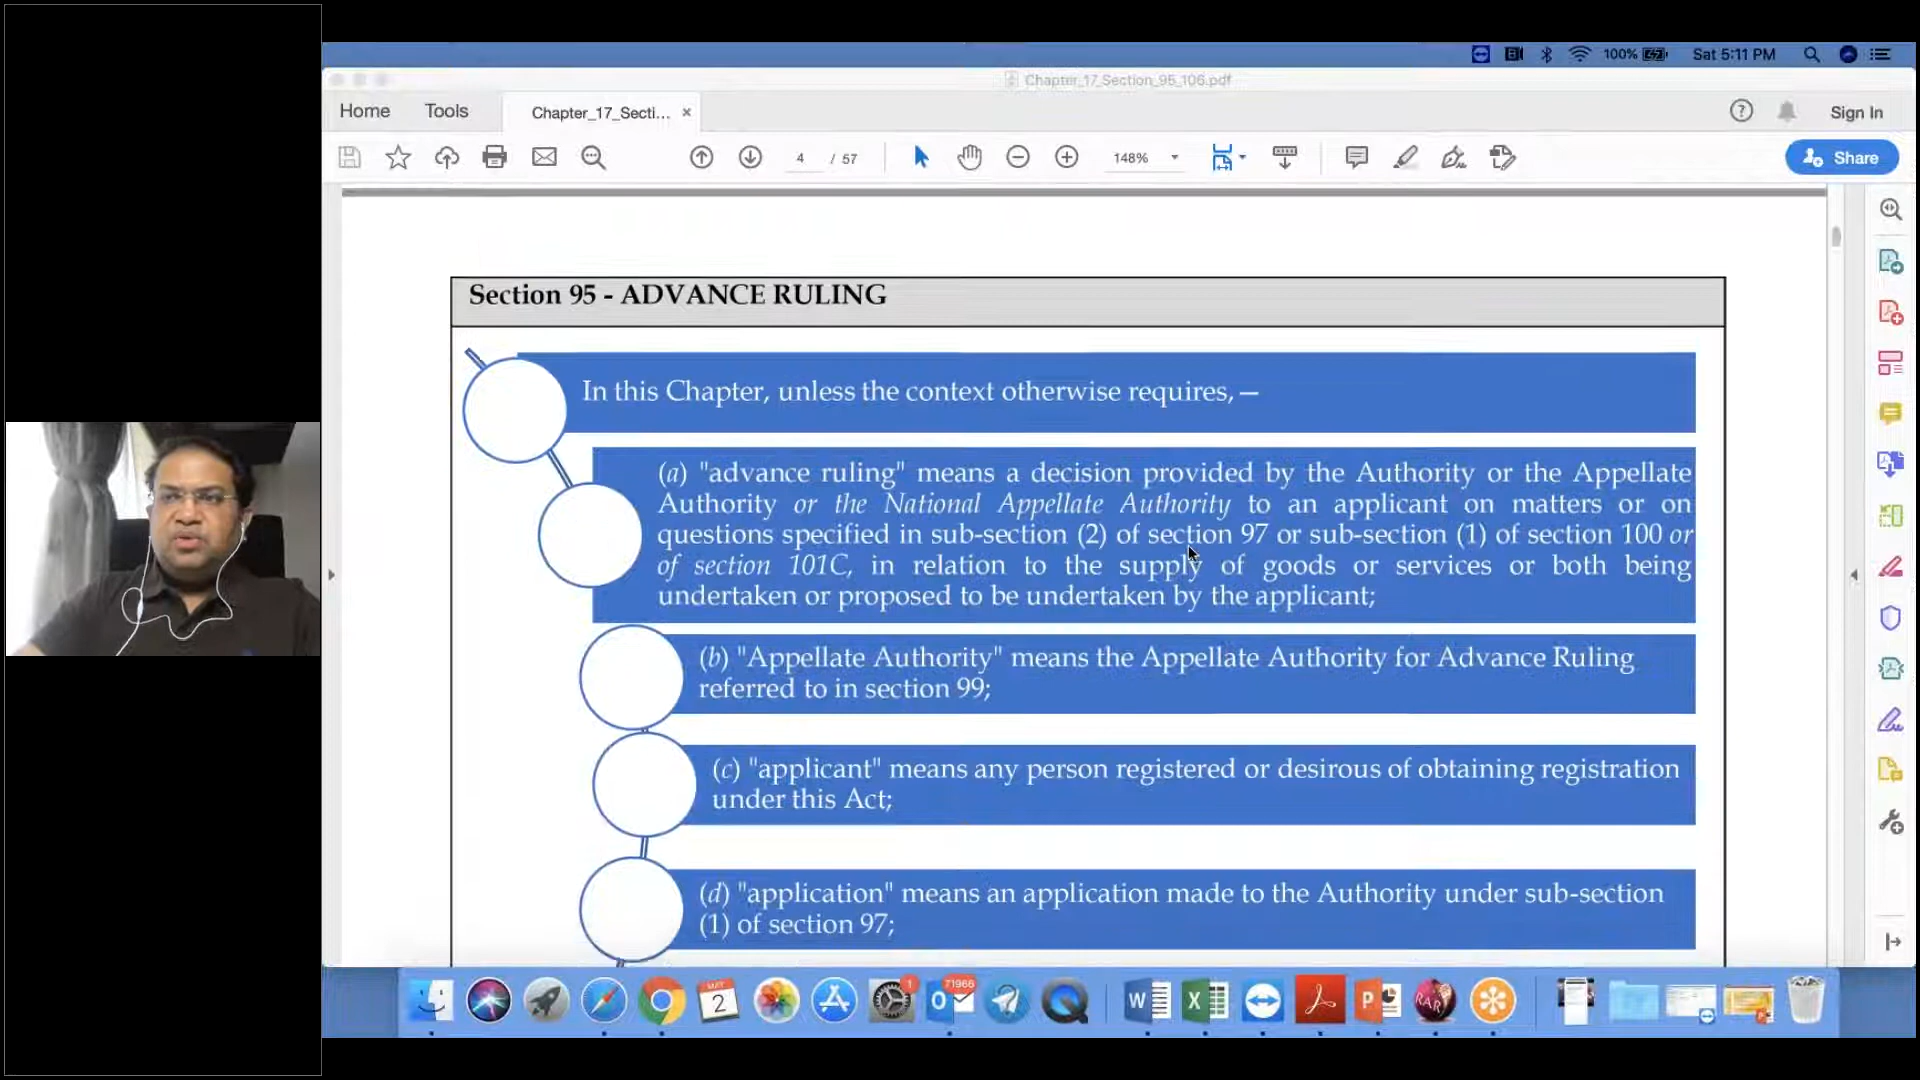 100%
Sat 5:11 PM
Chapter_17_Section_95_106.pdf
Home
Tools
Chapter_17_Secti...
Sign In
4 / 57
148%
Share
Section 95 - ADVANCE RULING
In this Chapter, unless the context otherwise requires,—
(a) "advance ruling" means a decision provided by the Authority or the Appellate
Authority or the National Appellate Authority to an applicant on matters or on
questions specified in sub-section (2) of section 97 or sub-section (1) of section 100 or
of section 101C, in relation to the supply of goods or services or both being
undertaken or proposed to be undertaken by the applicant;
(b) "Appellate Authority" means the Appellate Authority for Advance Ruling
referred to in section 99;
(c) "applicant" means any person registered or desirous of obtaining registration
under this Act;
(d) "application" means an application made to the Authority under sub-section
(1) of section 97;
MAY
2
1
71966
W
X
P
RAR